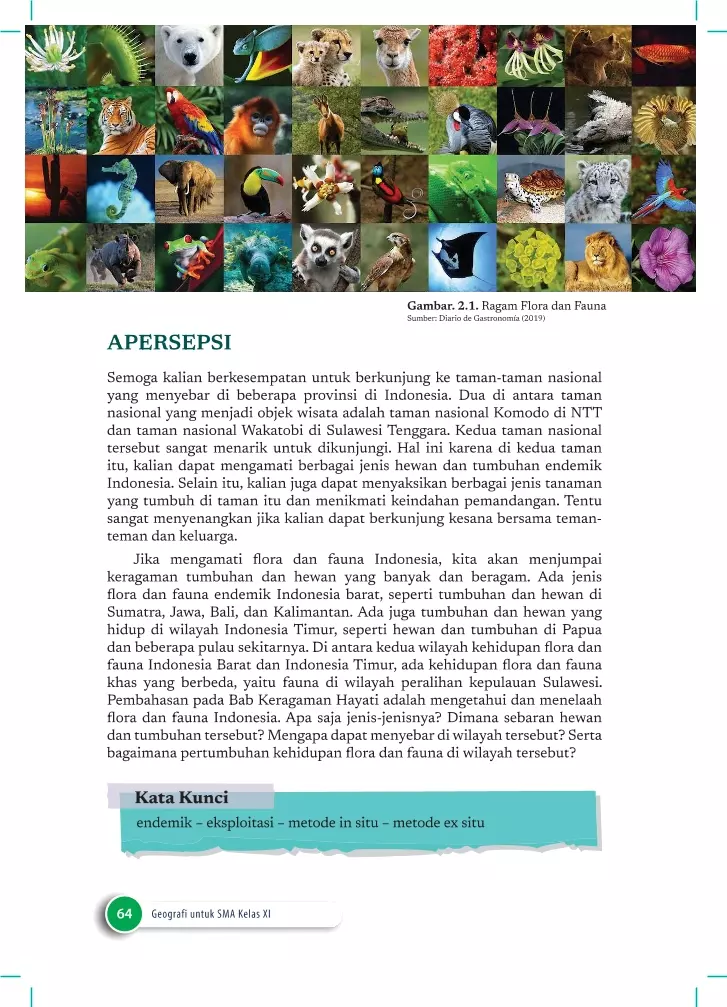 Gambar. 2.1. Ragam Flora dan Fauna
Sumber: Diario de Gastronomía (2019)
APERSEPSI
Semoga kalian berkesempatan untuk berkunjung ke taman-taman nasional
yang menyebar di beberapa provinsi di Indonesia. Dua di antara taman
nasional yang menjadi objek wisata adalah taman nasional Komodo di NTT
dan taman nasional Wakatobi di Sulawesi Tenggara. Kedua taman nasional
tersebut sangat menarik untuk dikunjungi. Hal ini karena di kedua taman
itu, kalian dapat mengamati berbagai jenis hewan dan tumbuhan endemik
Indonesia. Selain itu, kalian juga dapat menyaksikan berbagai jenis tanaman
yang tumbuh di taman itu dan menikmati keindahan pemandangan. Tentu
sangat menyenangkan jika kalian dapat berkunjung kesana bersama teman-
teman dan keluarga.
Jika mengamati flora dan fauna Indonesia, kita akan menjumpai
keragaman tumbuhan dan hewan yang banyak dan beragam. Ada jenis
flora dan fauna endemik Indonesia barat, seperti tumbuhan dan hewan di
Sumatra, Jawa, Bali, dan Kalimantan. Ada juga tumbuhan dan hewan yang
hidup di wilayah Indonesia Timur, seperti hewan dan tumbuhan di Papua
dan beberapa pulau sekitarnya. Di antara kedua wilayah kehidupan flora dan
fauna Indonesia Barat dan Indonesia Timur, ada kehidupan flora dan fauna
khas yang berbeda, yaitu fauna di wilayah peralihan kepulauan Sulawesi.
Pembahasan pada Bab Keragaman Hayati adalah mengetahui dan menelaah
flora dan fauna Indonesia. Apa saja jenis-jenisnya? Dimana sebaran hewan
dan tumbuhan tersebut? Mengapa dapat menyebar di wilayah tersebut? Serta
bagaimana pertumbuhan kehidupan flora dan fauna di wilayah tersebut?
Kata Kunci
endemik – eksploitasi – metode in situ – metode ex situ
64 Geografi untuk SMA Kelas XI